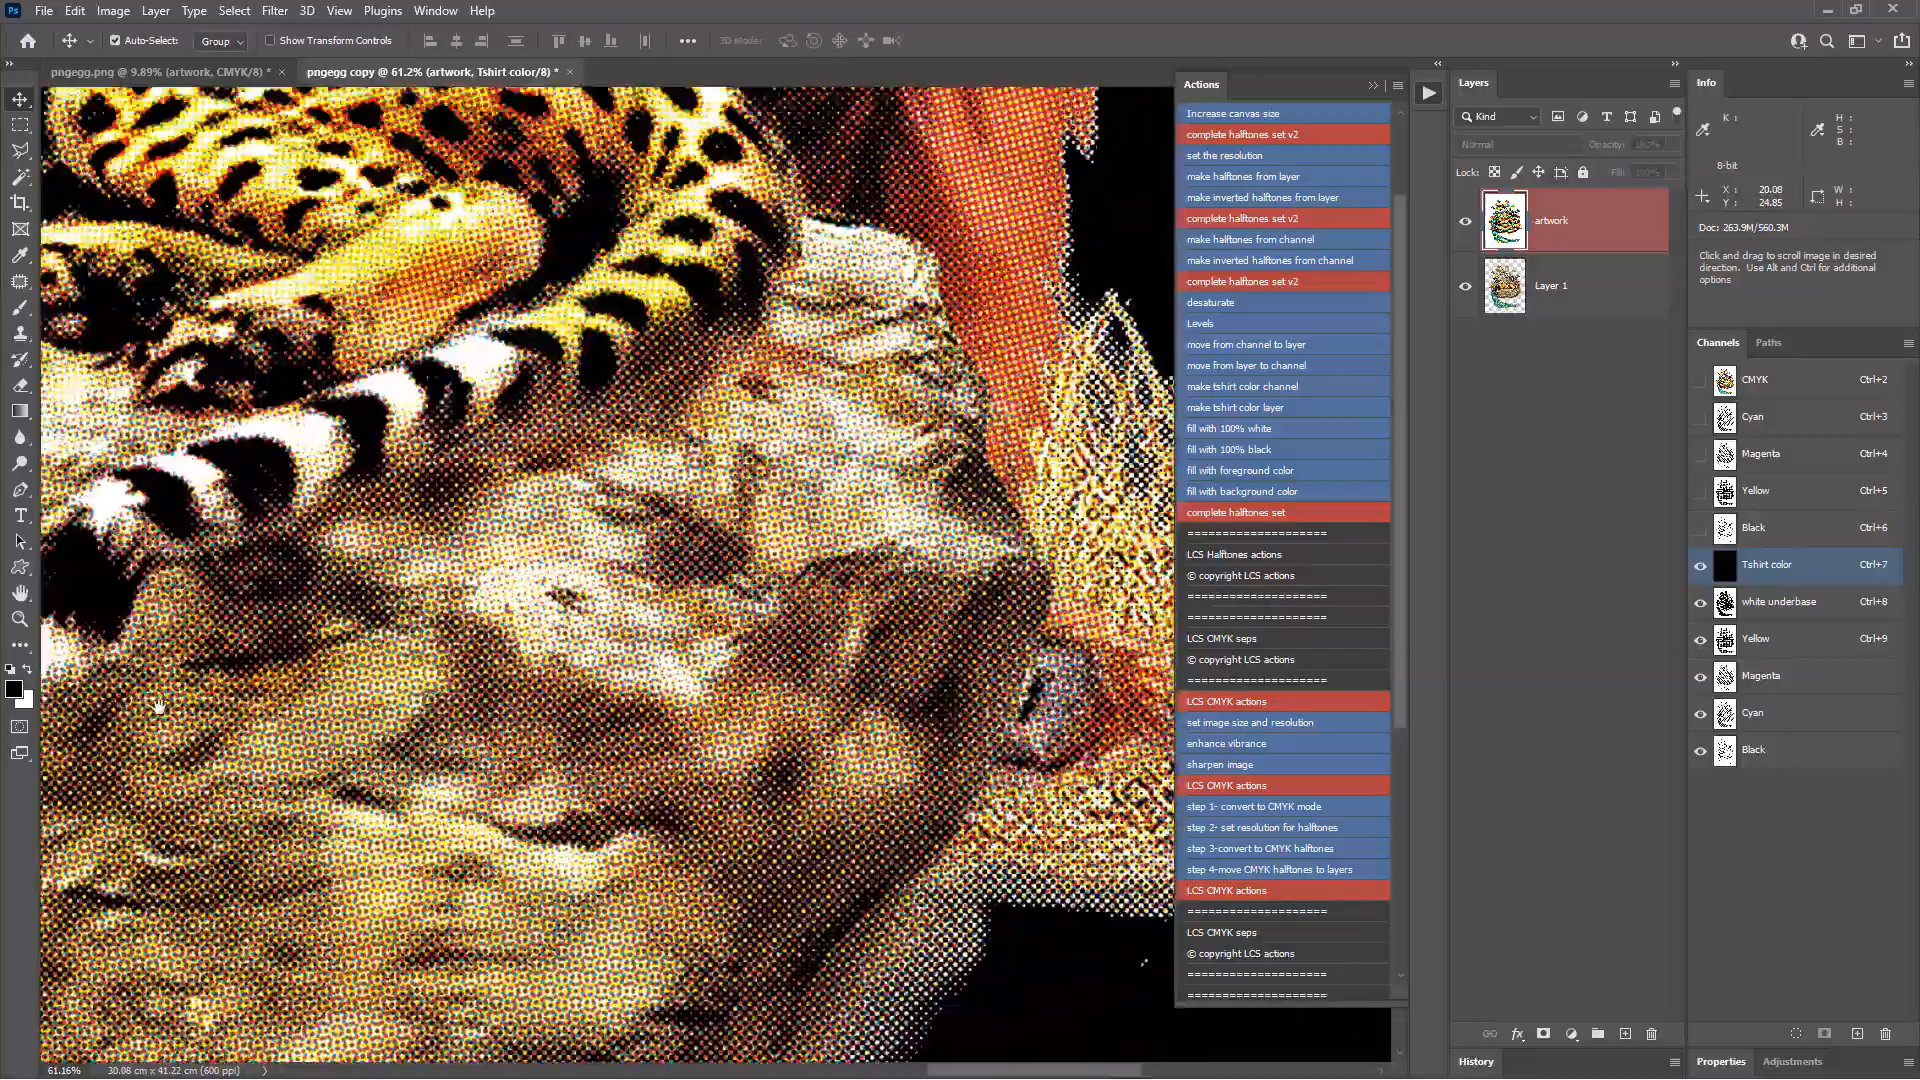 Ps File Edit Image Layer Type Select Filter 3D View Plugins Window Help
Auto-Select: Group Show Transform Controls 3D Mode:
pngegg.png @ 9.89% (artwork, CMYK/8) * × pngegg copy @ 61.2% (artwork, Tshirt color/8) * ×
Actions
Increase canvas size
complete halftones set v2
set the resolution
make halftones from layer
make inverted halftones from layer
complete halftones set v2
make halftones from channel
make inverted halftones from channel
complete halftones set v2
desaturate
Levels
move from channel to layer
move from layer to channel
make tshirt color channel
make tshirt color layer
fill with 100% white
fill with 100% black
fill with foreground color
fill with background color
complete halftones set
====================
LCS Halftones actions
© copyright LCS actions
====================
====================
LCS CMYK seps
© copyright LCS actions
====================
LCS CMYK actions
set image size and resolution
enhance vibrance
sharpen image
LCS CMYK actions
step 1- convert to CMYK mode
step 2- set resolution for halftones
step 3-convert to CMYK halftones
step 4-move CMYK halftones to layers
LCS CMYK actions
====================
LCS CMYK seps
© copyright LCS actions
====================
====================
Layers
Kind
Normal Opacity: 100%
Lock: Fill: 100%
artwork
Layer 1
History
Info
K : H :
S :
B :
8-bit
X : 20.08 W :
Y : 24.85 H :
Doc: 263.9M/560.3M
Click and drag to scroll image in desired
direction. Use Alt and Ctrl for additional
options
Channels Paths
CMYK Ctrl+2
Cyan Ctrl+3
Magenta Ctrl+4
Yellow Ctrl+5
Black Ctrl+6
Tshirt color Ctrl+7
white underbase Ctrl+8
Yellow Ctrl+9
Magenta
Cyan
Black
Properties Adjustments
61.16% 30.08 cm x 41.22 cm (600 ppi)